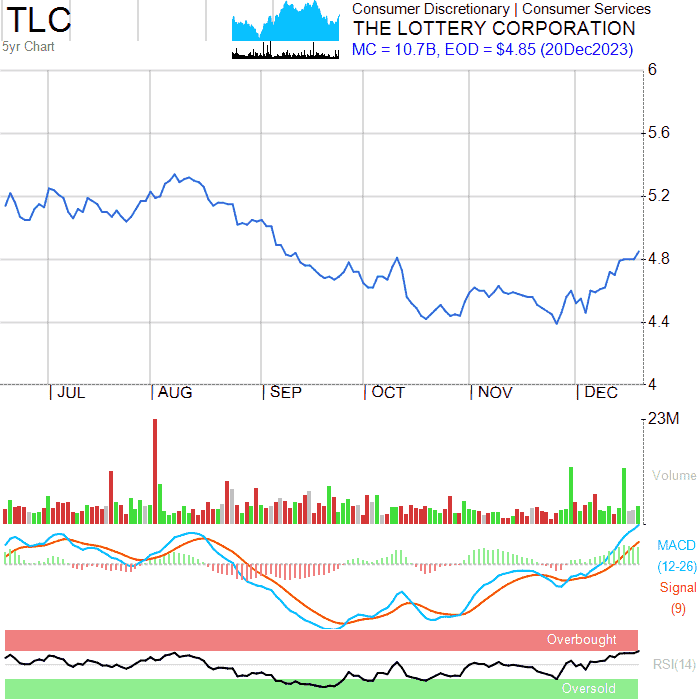 TLC
5yr Chart
Consumer Discretionary | Consumer Services
THE LOTTERY CORPORATION
MC = 10.7B, EOD = $4.85 (20Dec2023)
6
5.6
5.2
4.8
4.4
4
JUL AUG SEP OCT NOV DEC
23M
Volume
MACD
(12-26)
Signal
(9)
Overbought
RSI(14)
Oversold